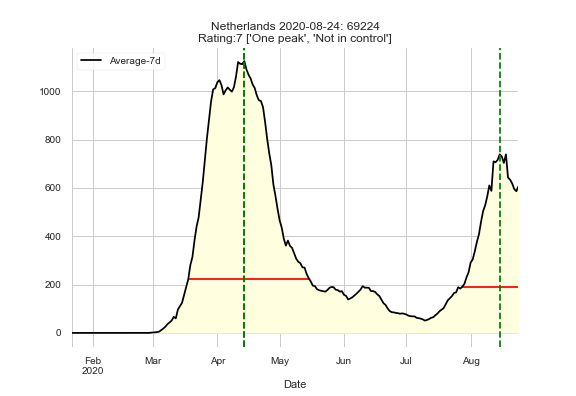 Netherlands 2020-08-24: 69224
Rating:7 ['One peak', 'Not in control']
Average-7d
1000
800
600
400
200
0
Feb Mar Apr May Jun Jul Aug
2020
Date